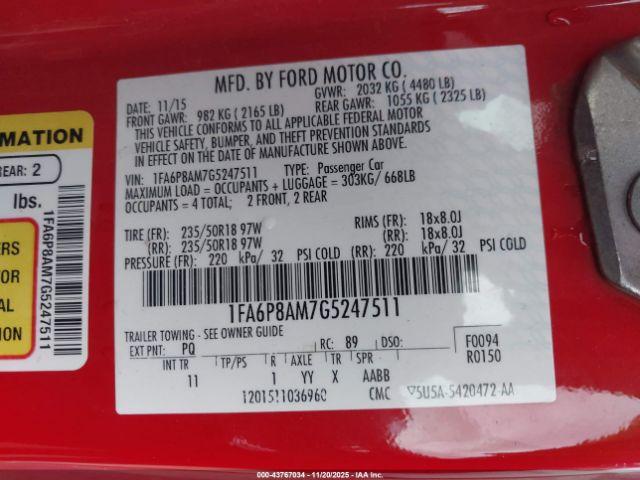 MFD. BY FORD MOTOR CO.
DATE: 11/15 GVWR: 2032 KG ( 4480 LB)
FRONT GAWR: 982 KG ( 2165 LB) REAR GAWR: 1055 KG ( 2325 LB)
THIS VEHICLE CONFORMS TO ALL APPLICABLE FEDERAL MOTOR
VEHICLE SAFETY, BUMPER, AND THEFT PREVENTION STANDARDS
IN EFFECT ON THE DATE OF MANUFACTURE SHOWN ABOVE.
VIN: 1FA6P8AM7G5247511 TYPE: Passenger Car
MAXIMUM LOAD = OCCUPANTS + LUGGAGE = 303KG/ 668LB
OCCUPANTS = 4 TOTAL: 2 FRONT, 2 REAR
TIRE (FR): 235/50R18 97W RIMS (FR): 18x8.0J
(RR): 235/50R18 97W (RR): 18x8.0J
PRESSURE (FR): 220 kPa/ 32 PSI COLD (RR): 220 kPa/ 32 PSI COLD
1FA6P8AM7G5247511
TRAILER TOWING - SEE OWNER GUIDE
EXT PNT: PQ RC: 89 DSO: F0094
R0150
INT TR TP/PS R AXLE TR SPR
11 1 YY X AABB
1201511036960 CMC 5U5A-5420472-AA
RMATION
REAR: 2
lbs.
1FA6P8AM7G5247511
ERS
TOR
AL
S
000-43767034 - 11/20/2025 - IAA, Inc.